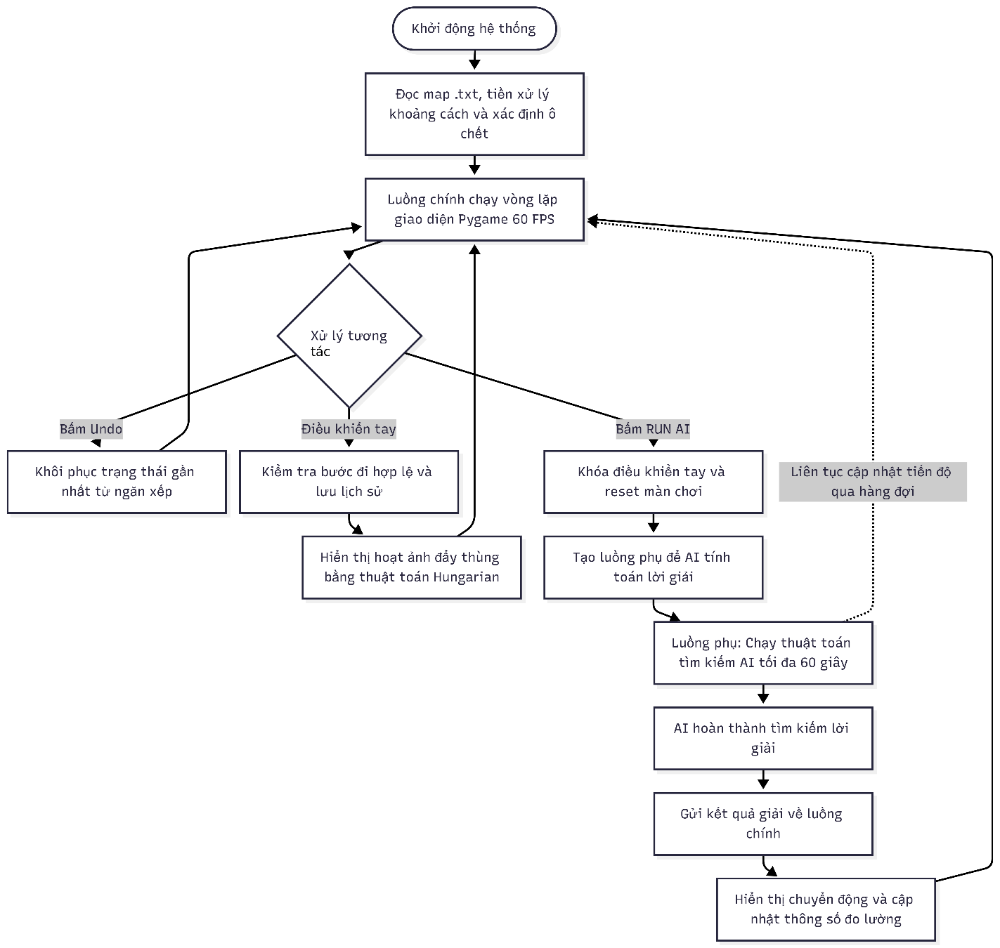 Khởi động hệ thống
Đọc map .txt, tiền xử lý
khoảng cách và xác định ô
chết
Luồng chính chạy vòng lặp
giao diện Pygame 60 FPS
Xử lý tương
tác
Bấm Undo
Điều khiển tay
Bấm RUN AI
Khôi phục trạng thái gần
nhất từ ngăn xếp
Kiểm tra bước đi hợp lệ và
lưu lịch sử
Khóa điều khiển tay và
reset màn chơi
Liên tục cập nhật tiến độ
qua hàng đợi
Hiển thị hoạt ảnh đẩy thùng
bằng thuật toán Hungarian
Tạo luồng phụ để AI tính
toán lời giải
Luồng phụ: Chạy thuật toán
tìm kiếm AI tối đa 60 giây
AI hoàn thành tìm kiếm lời
giải
Gửi kết quả giải về luồng
chính
Hiển thị chuyển động và cập
nhật thông số đo lường